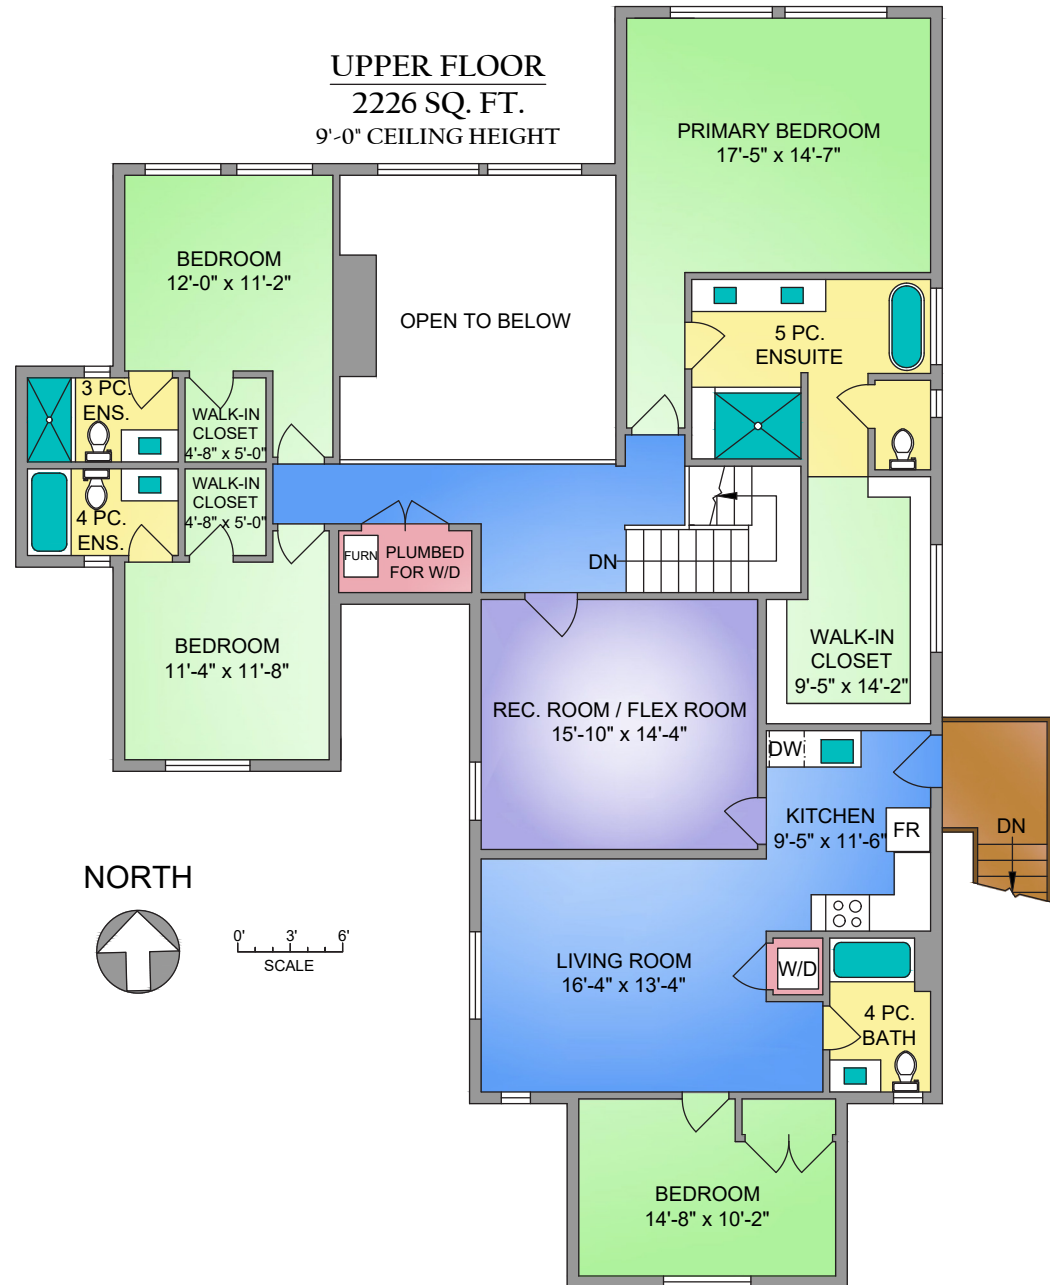 UPPER FLOOR
2226 SQ. FT.
9'-0" CEILING HEIGHT
PRIMARY BEDROOM
17'-5" x 14'-7"
BEDROOM
12'-0" x 11'-2"
OPEN TO BELOW
5 PC.
ENSUITE
3 PC.
ENS.
WALK-IN
CLOSET
4'-8" x 5'-0"
WALK-IN
CLOSET
4'-8" x 5'-0"
4 PC.
ENS.
FURN
PLUMBED
FOR W/D
DN
BEDROOM
11'-4" x 11'-8"
WALK-IN
CLOSET
9'-5" x 14'-2"
REC. ROOM / FLEX ROOM
15'-10" x 14'-4"
DW
KITCHEN
9'-5" x 11'-6"
FR
DN
NORTH
0' 3' 6'
SCALE
LIVING ROOM
16'-4" x 13'-4"
W/D
4 PC.
BATH
BEDROOM
14'-8" x 10'-2"